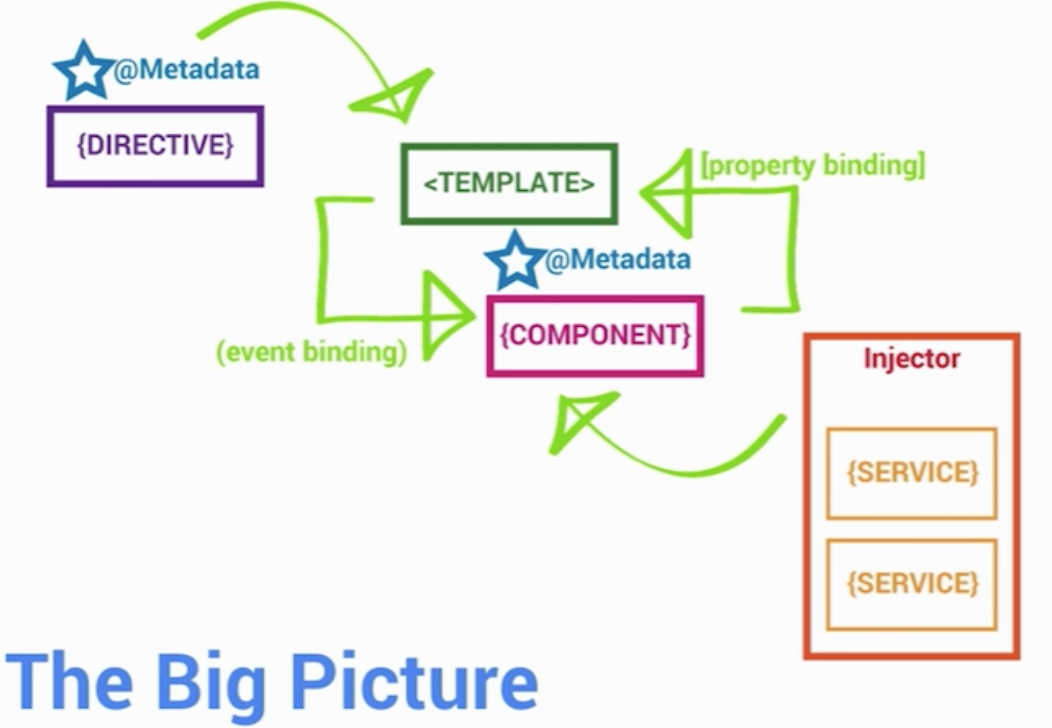 @Metadata
{DIRECTIVE}
<TEMPLATE>
[property binding]
@Metadata
{COMPONENT}
(event binding)
Injector
{SERVICE}
{SERVICE}
The Big Picture